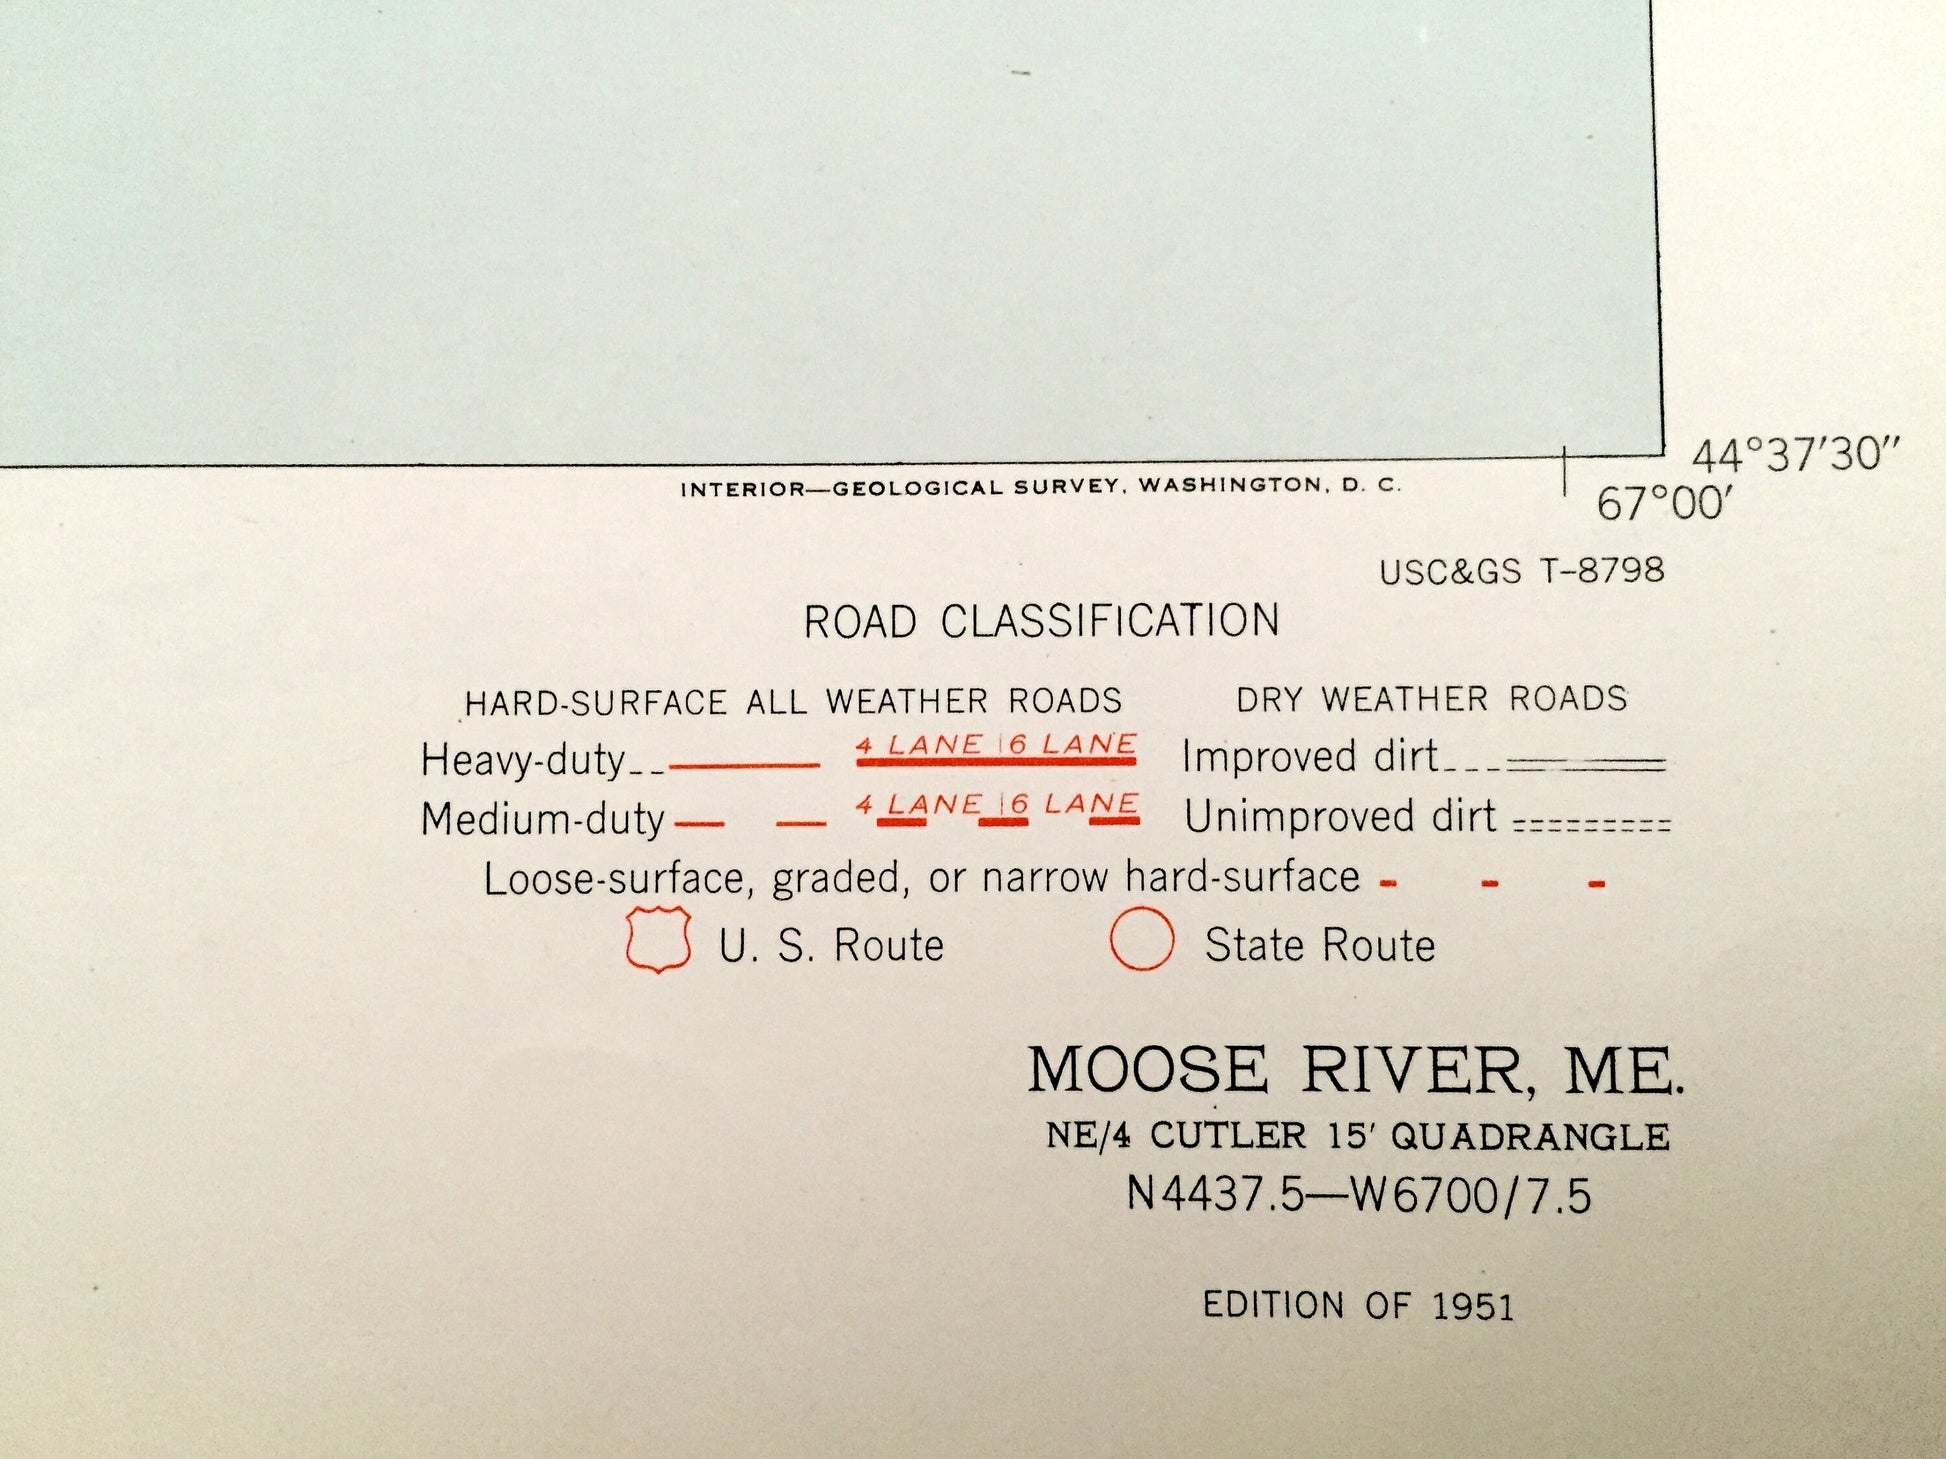 44°37′30″
INTERIOR—GEOLOGICAL SURVEY, WASHINGTON, D. C.
67°00′
USC&GS T-8798
ROAD CLASSIFICATION
HARD-SURFACE ALL WEATHER ROADS DRY WEATHER ROADS
Heavy-duty 4 LANE | 6 LANE Improved dirt
Medium-duty 4 LANE | 6 LANE Unimproved dirt
Loose-surface, graded, or narrow hard-surface
U. S. Route State Route
MOOSE RIVER, ME.
NE/4 CUTLER 15′ QUADRANGLE
N4437.5—W6700/7.5
EDITION OF 1951